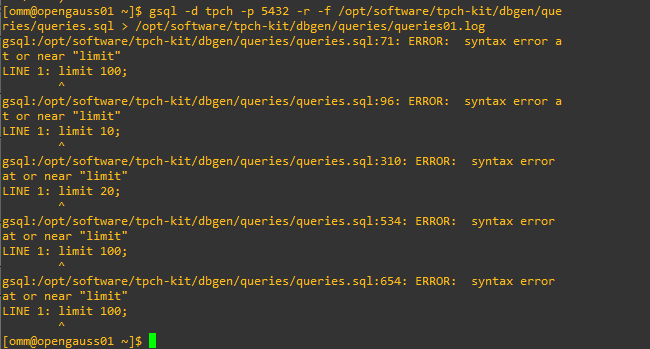 [omm@opengauss01 ~]$ gsql -d tpch -p 5432 -r -f /opt/software/tpch-kit/dbgen/que
ries/queries.sql > /opt/software/tpch-kit/dbgen/queries/queries01.log
gsql:/opt/software/tpch-kit/dbgen/queries/queries.sql:71: ERROR:  syntax error a
t or near "limit"
LINE 1: limit 100;
        ^
gsql:/opt/software/tpch-kit/dbgen/queries/queries.sql:96: ERROR:  syntax error a
t or near "limit"
LINE 1: limit 10;
        ^
gsql:/opt/software/tpch-kit/dbgen/queries/queries.sql:310: ERROR:  syntax error
at or near "limit"
LINE 1: limit 20;
        ^
gsql:/opt/software/tpch-kit/dbgen/queries/queries.sql:534: ERROR:  syntax error
at or near "limit"
LINE 1: limit 100;
        ^
gsql:/opt/software/tpch-kit/dbgen/queries/queries.sql:654: ERROR:  syntax error
at or near "limit"
LINE 1: limit 100;
        ^
[omm@opengauss01 ~]$